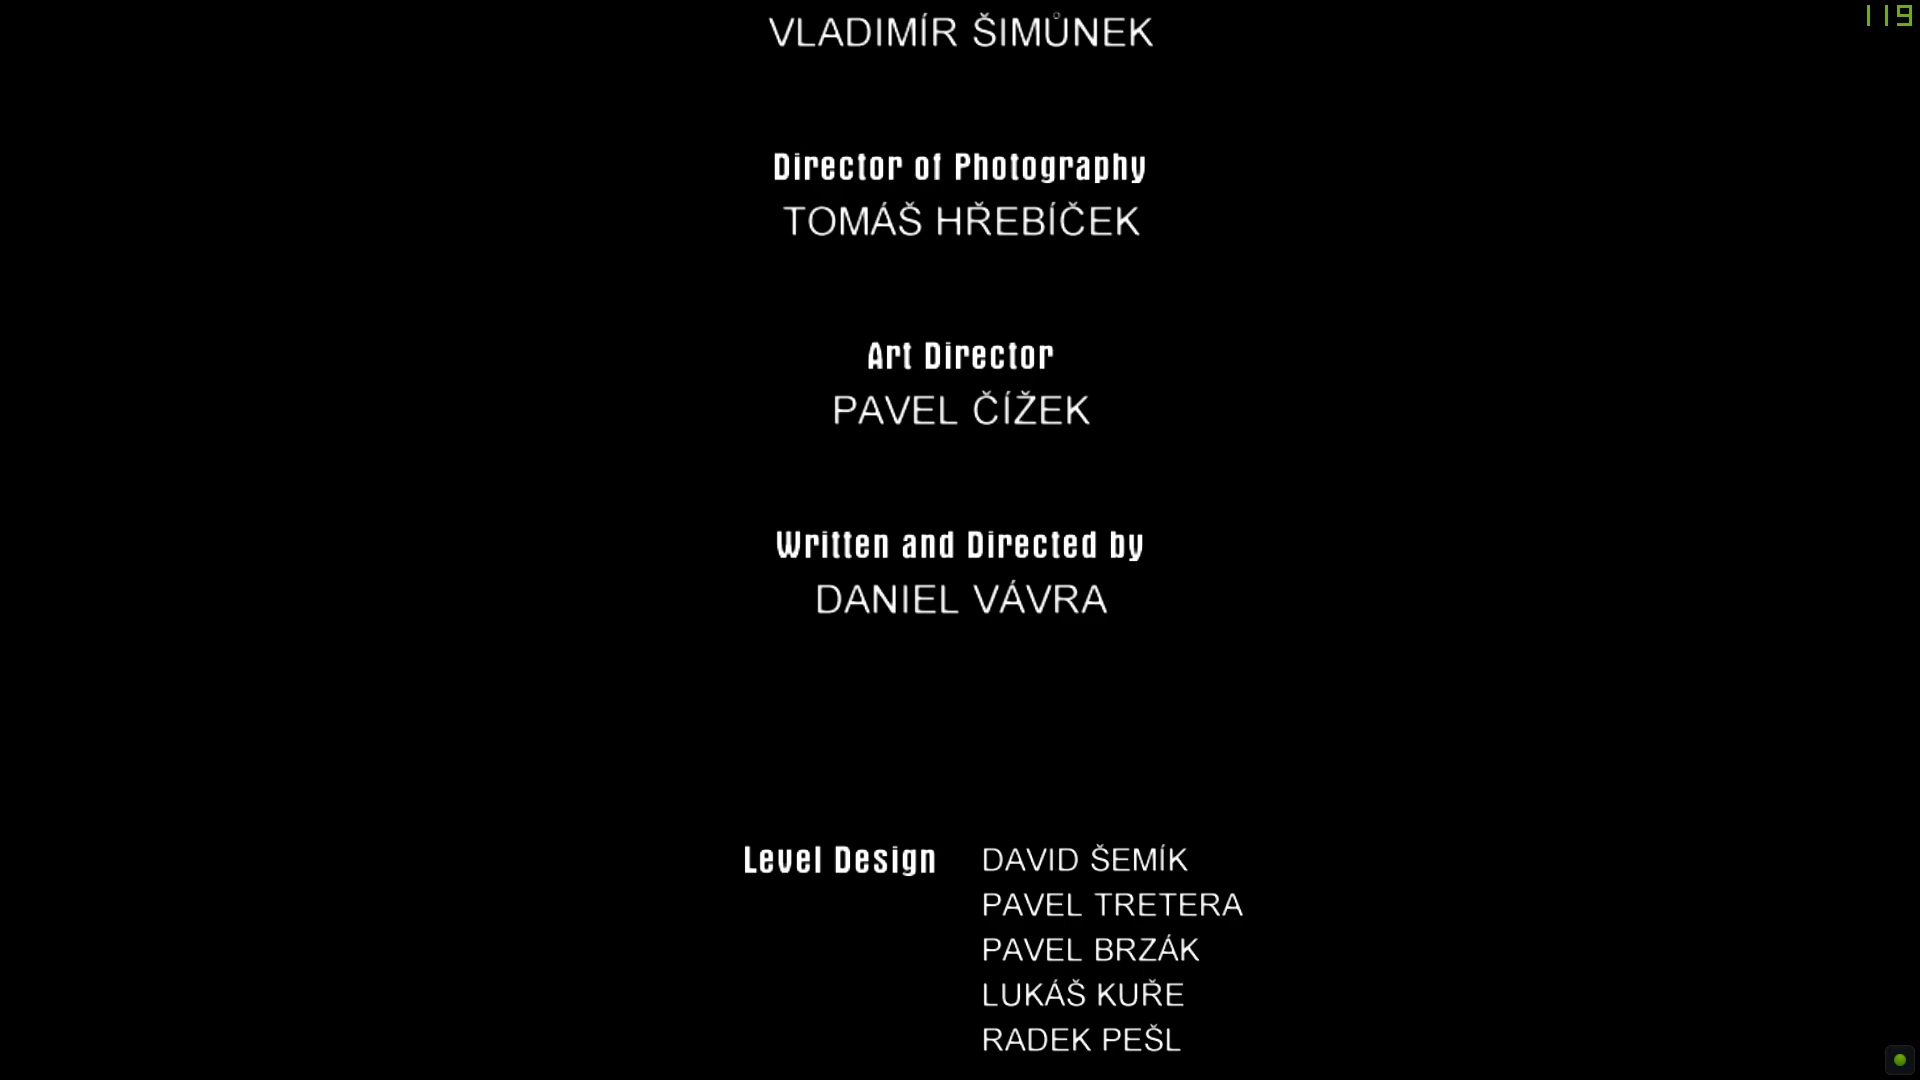 119
VLADIMÍR ŠIMŮNEK
Director of Photography
TOMÁŠ HŘEBÍČEK
Art Director
PAVEL ČÍŽEK
Written and Directed by
DANIEL VÁVRA
Level Design
DAVID ŠEMÍK
PAVEL TRETERA
PAVEL BRZÁK
LUKÁŠ KUŘE
RADEK PEŠL